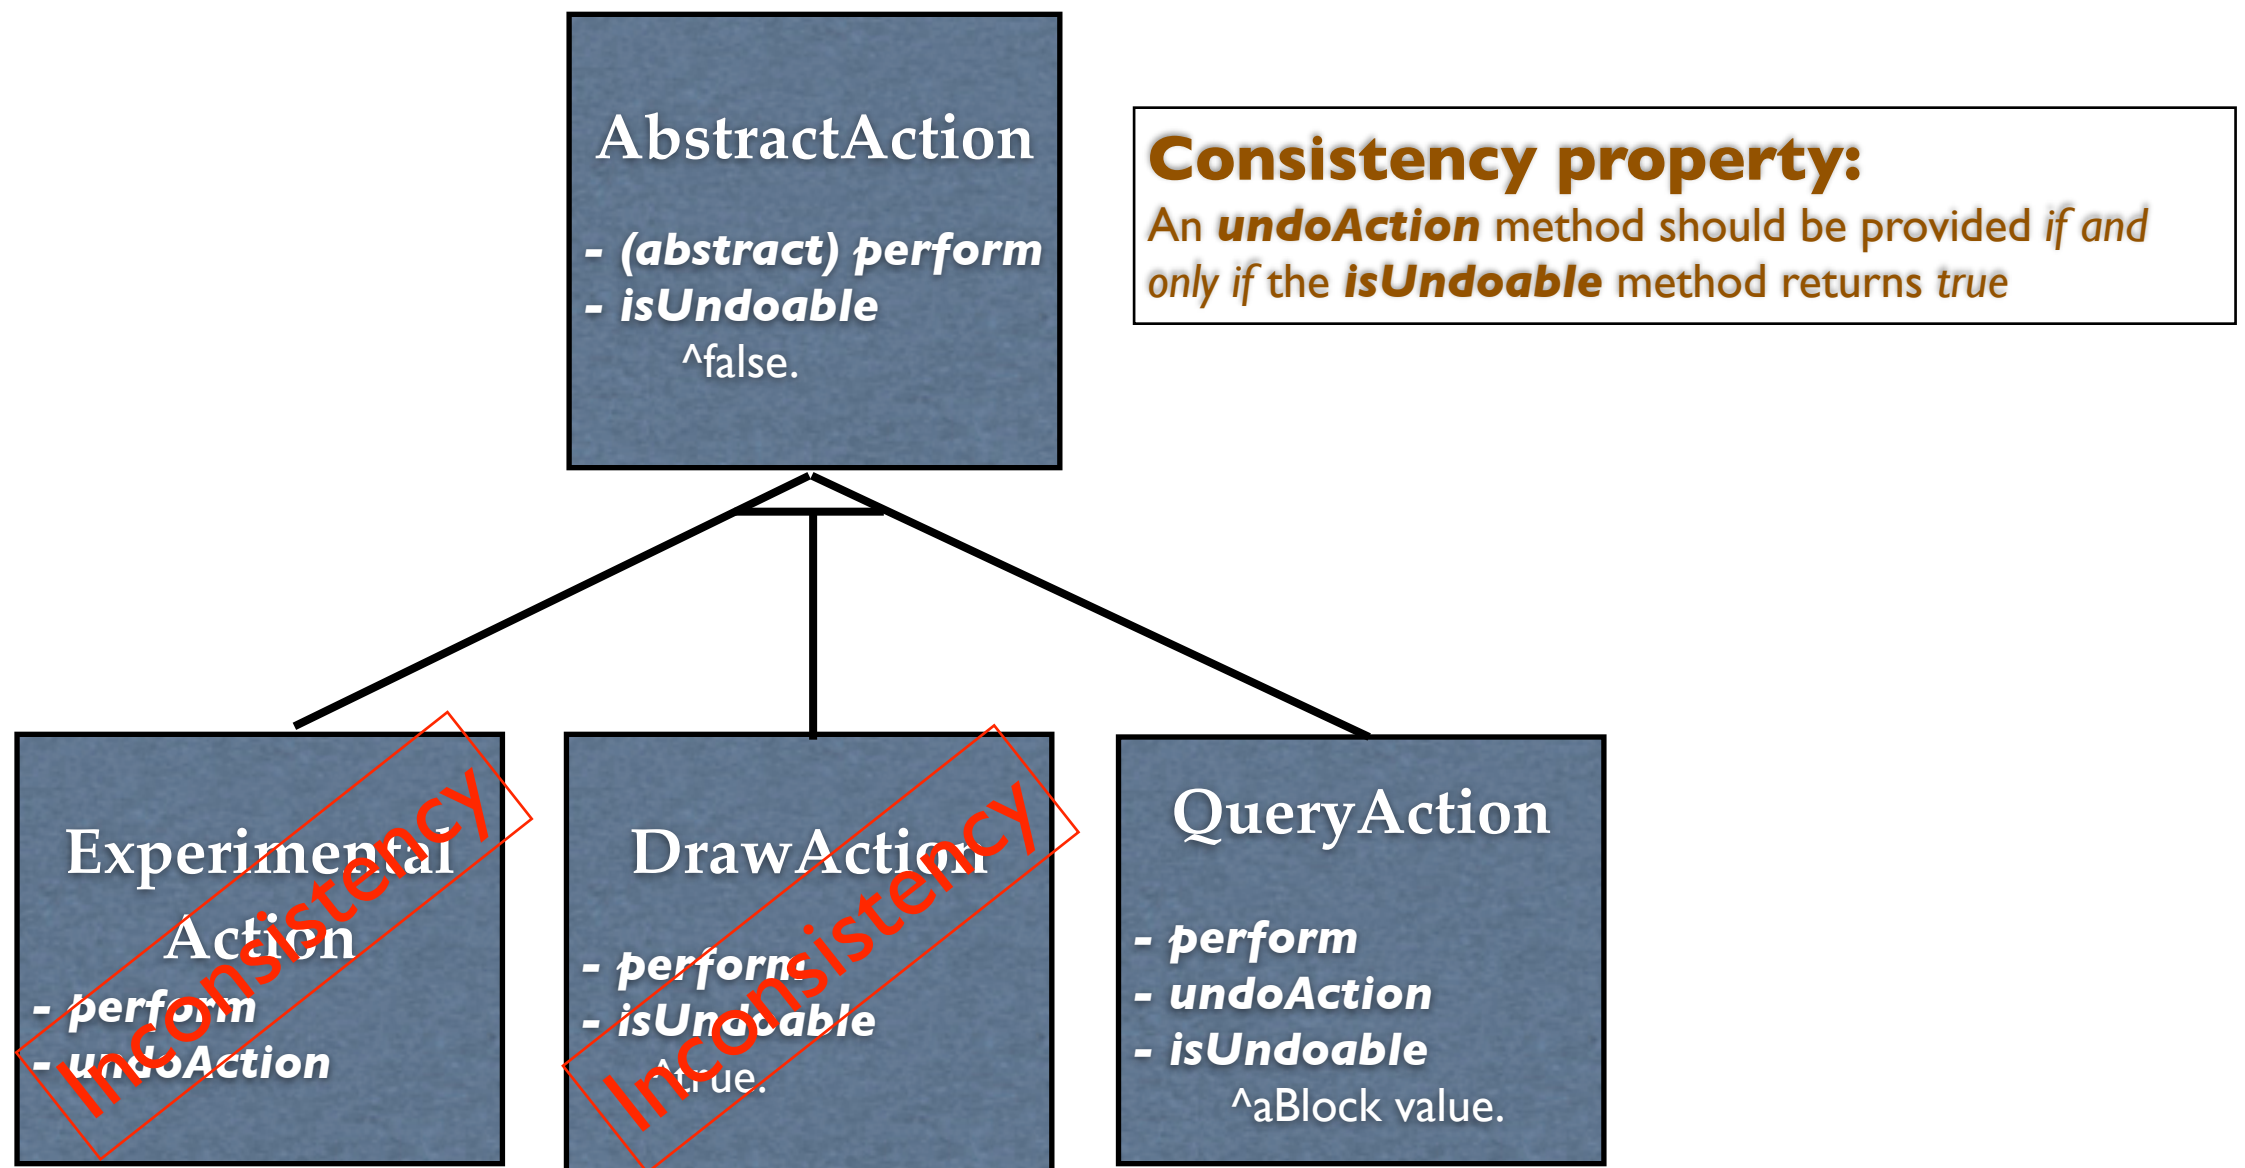 AbstractAction
- (abstract) perform
- isUndoable
^false.
Consistency property:
An undoAction method should be provided if and
only if the isUndoable method returns true
Experimental
Action
- perform
- undoAction
Inconsistency
DrawAction
- perform
- isUndoable
^true.
Inconsistency
QueryAction
- perform
- undoAction
- isUndoable
^aBlock value.